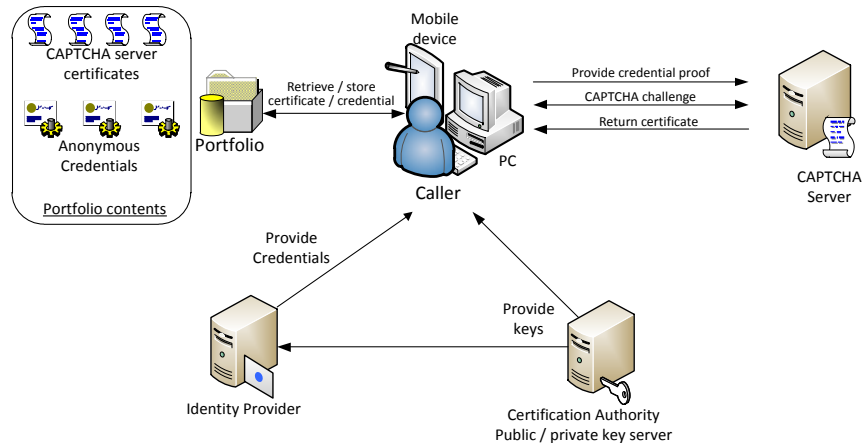 CAPTCHA server
certificates
Anonymous
Credentials
Portfolio contents
Portfolio
Retrieve / store
certificate / credential
Mobile
device
PC
Caller
Provide credential proof
CAPTCHA challenge
Return certificate
CAPTCHA
Server
Provide
Credentials
Provide
keys
Identity Provider
Certification Authority
Public / private key server